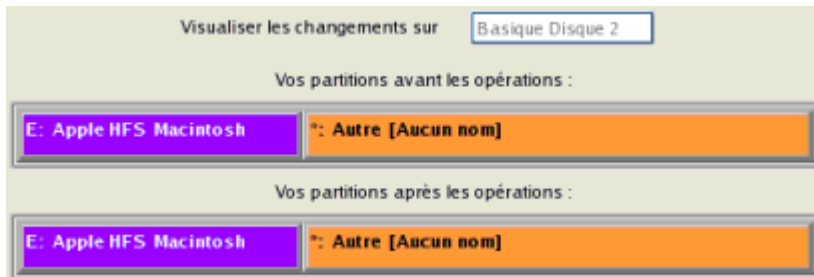 Visualiser les changements sur Basique Disque 2
Vos partitions avant les opérations :
E: Apple HFS Macintosh *: Autre [Aucun nom]
Vos partitions après les opérations :
E: Apple HFS Macintosh *: Autre [Aucun nom]